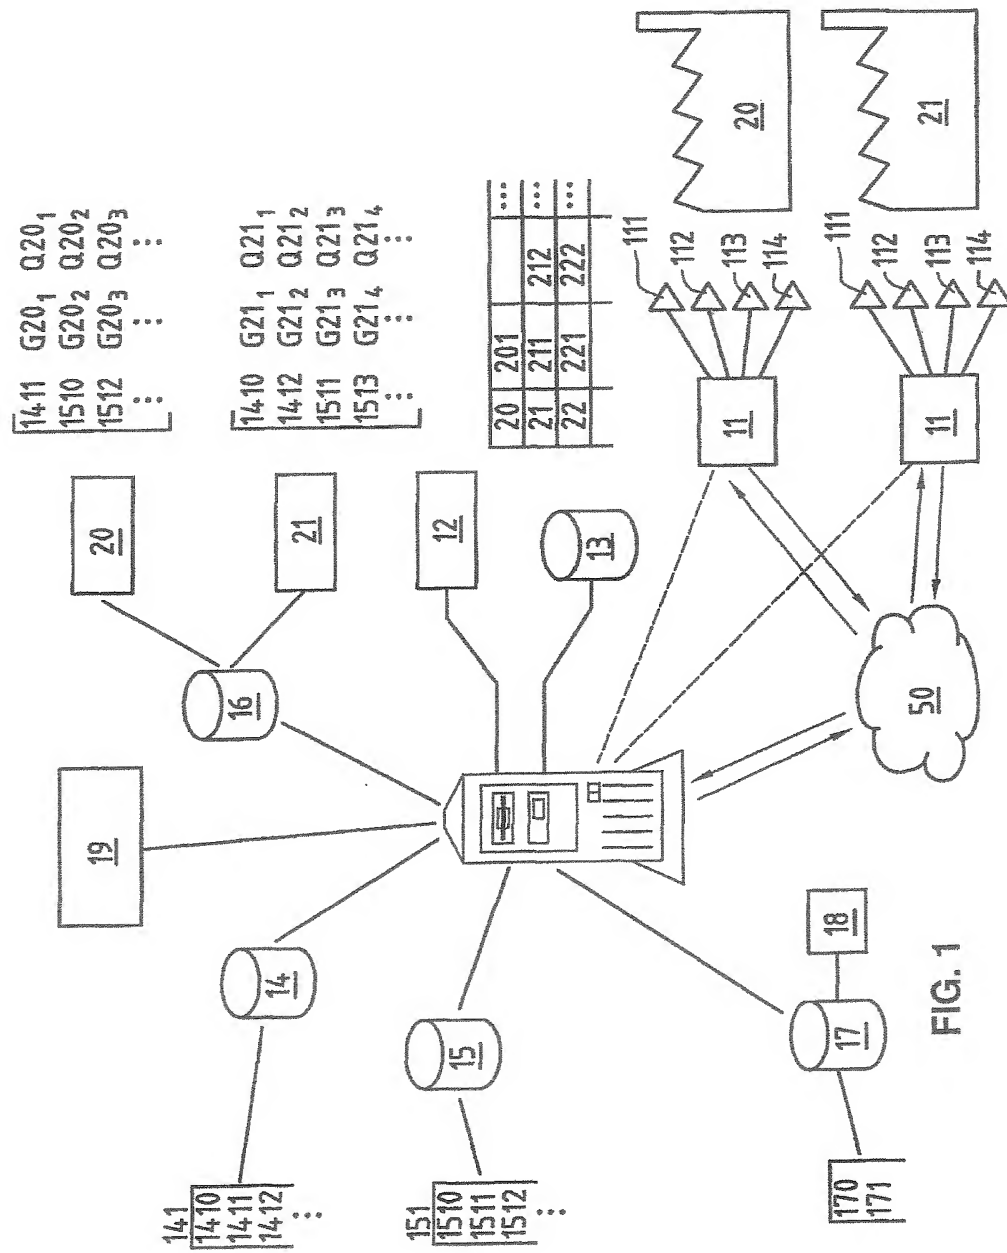 1411 G20₁ Q20₁
1510 G20₂ Q20₂
1512 G20₃ Q20₃
⋮ ⋮ ⋮
19
20
141
1410
1411
1412
⋮
14
16
21
1410 G21₁ Q21₁
1412 G21₂ Q21₂
1511 G21₃ Q21₃
1513 G21₄ Q21₄
⋮ ⋮ ⋮
151
1510
1511
1512
⋮
15
12
13
20 201 ...
21 211 212 ...
22 221 222 ...
11
111
112
113
114
20
170
171
17
18
50
11
111
112
113
114
21
FIG. 1